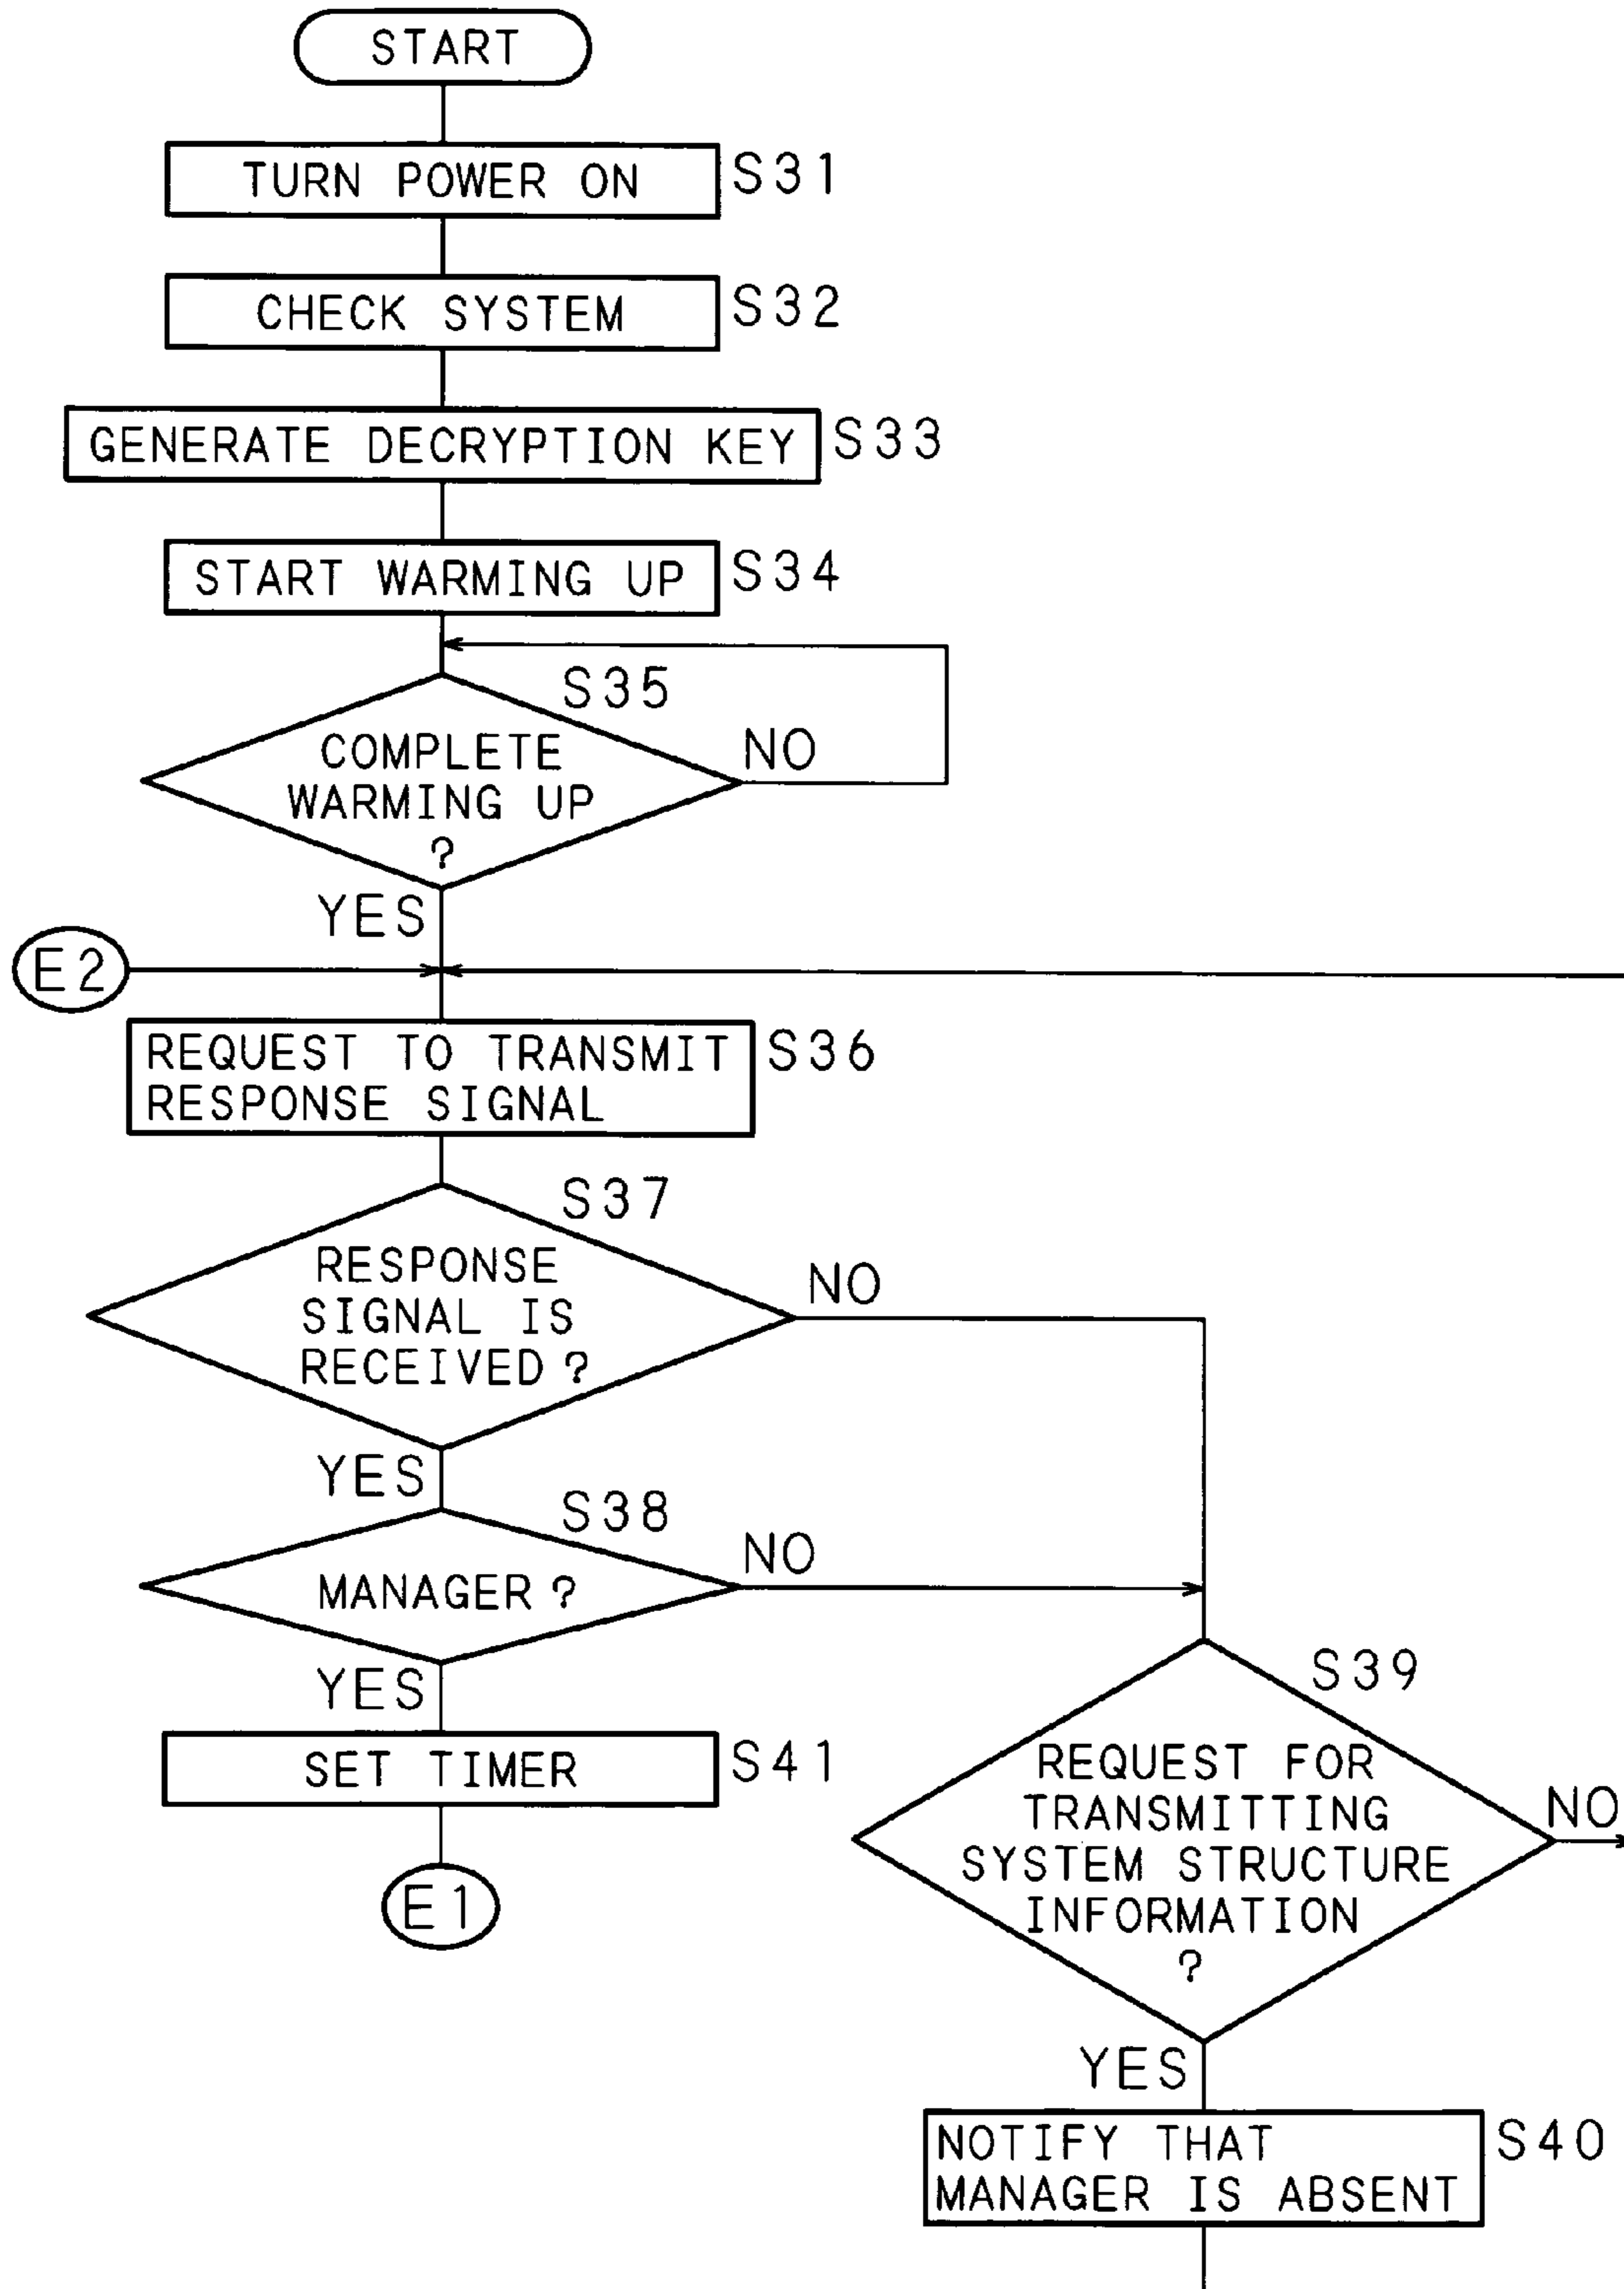 START
TURN POWER ON
S31
CHECK SYSTEM
S32
GENERATE DECRYPTION KEY
S33
START WARMING UP
S34
S35
COMPLETE
WARMING UP
?
NO
YES
E2
REQUEST TO TRANSMIT
RESPONSE SIGNAL
S36
S37
RESPONSE
SIGNAL IS
RECEIVED?
NO
YES
S38
MANAGER?
NO
YES
SET TIMER
S41
E1
S39
REQUEST FOR
TRANSMITTING
SYSTEM STRUCTURE
INFORMATION
?
NO
YES
NOTIFY THAT
MANAGER IS ABSENT
S40